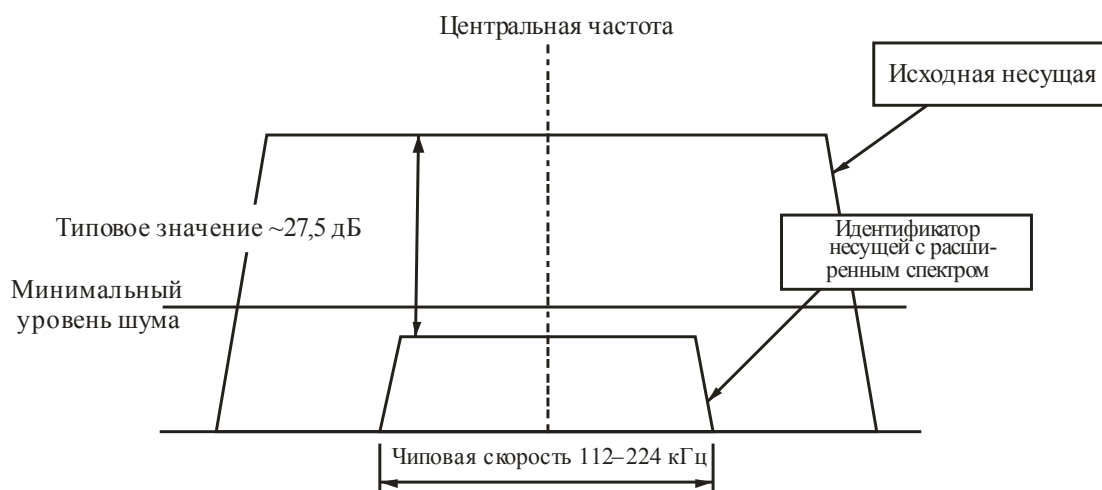 Центральная частота
Исходная несущая
Типовое значение ~27,5 дБ
Идентификатор
несущей с расши-
ренным спектром
Минимальный
уровень шума
Чиповая скорость 112–224 кГц